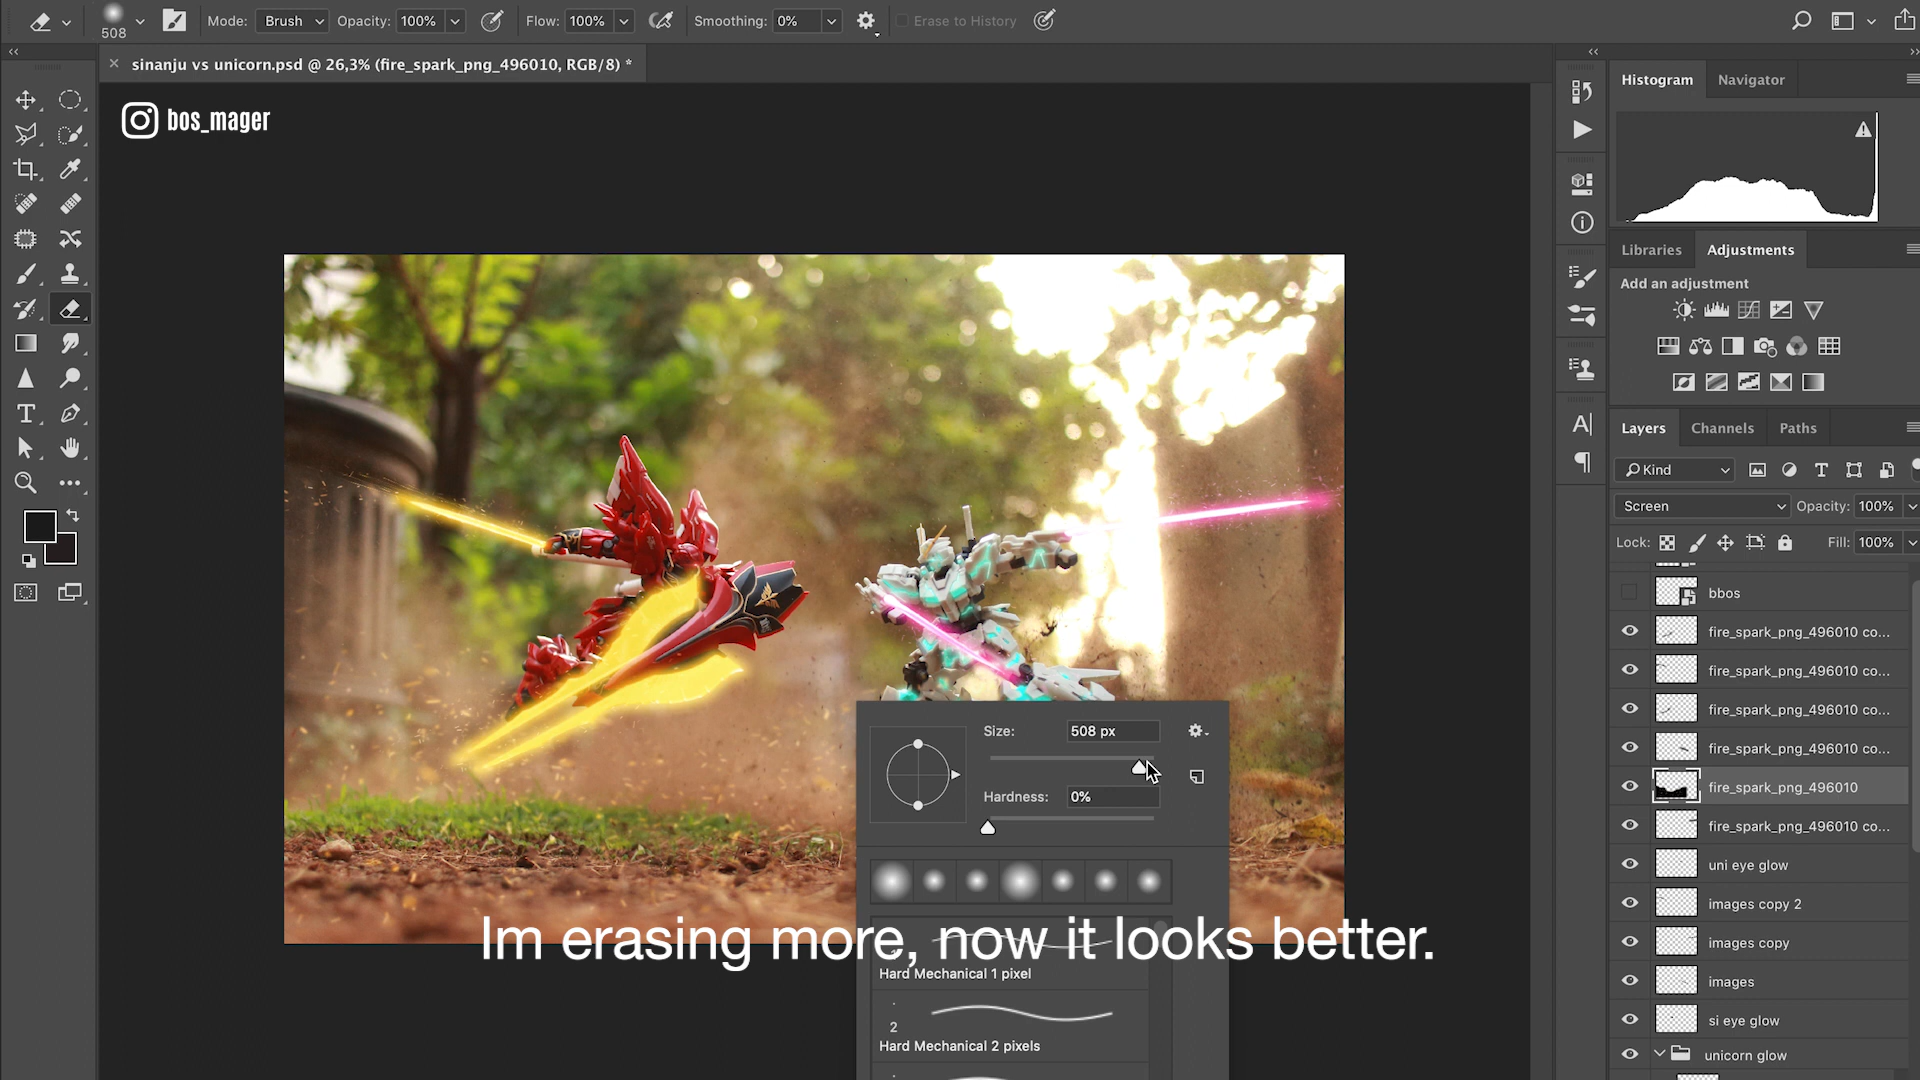 508
Mode: Brush
Opacity: 100%
Flow: 100%
Smoothing: 0%
Erase to History
sinanju vs unicorn.psd @ 26,3% (fire_spark_png_496010, RGB/8) *
bos_mager
Histogram
Navigator
Libraries
Adjustments
Add an adjustment
Layers
Channels
Paths
Kind
Screen
Opacity: 100%
Lock:
Fill: 100%
bbos
fire_spark_png_496010 co...
fire_spark_png_496010 co...
fire_spark_png_496010 co...
fire_spark_png_496010 co...
fire_spark_png_496010
fire_spark_png_496010 co...
uni eye glow
images copy 2
images copy
images
si eye glow
unicorn glow
Size: 508 px
Hardness: 0%
Im erasing more, now it looks better.
Hard Mechanical 1 pixel
2
Hard Mechanical 2 pixels